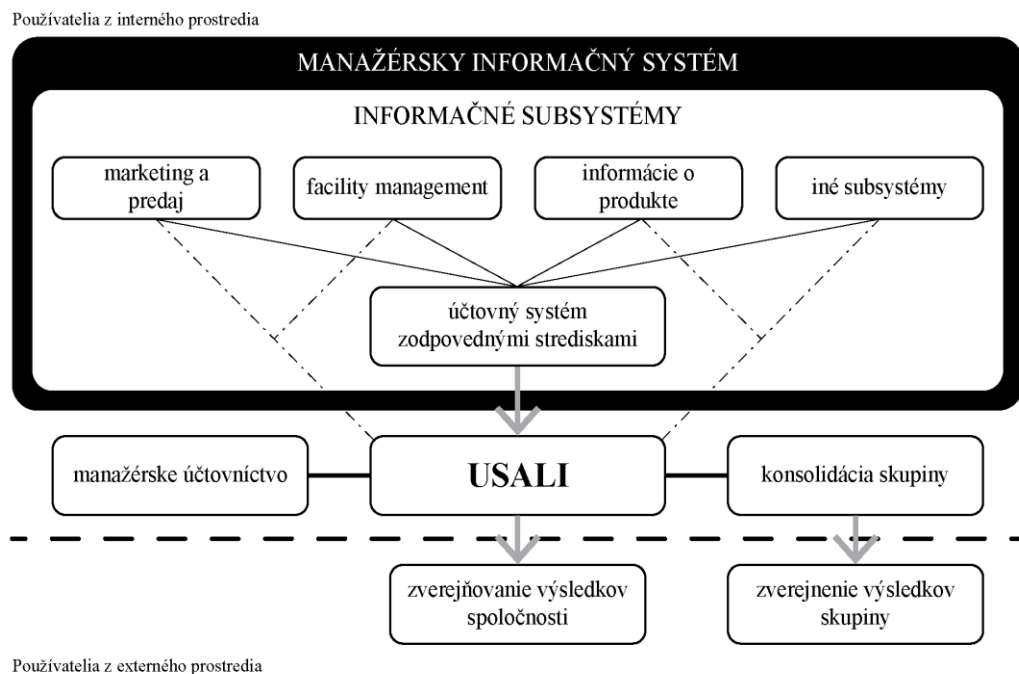 Používatelia z interného prostredia
MANAŽÉRSKY INFORMAČNÝ SYSTÉM
INFORMAČNÉ SUBSYSTÉMY
marketing a
predaj
facility management
informácie o
produkte
iné subsystémy
účtovný systém
zodpovednými strediskami
manažérske účtovníctvo
USALI
konsolidácia skupiny
zverejňovanie výsledkov
spoločnosti
zverejnenie výsledkov
skupiny
Používatelia z externého prostredia